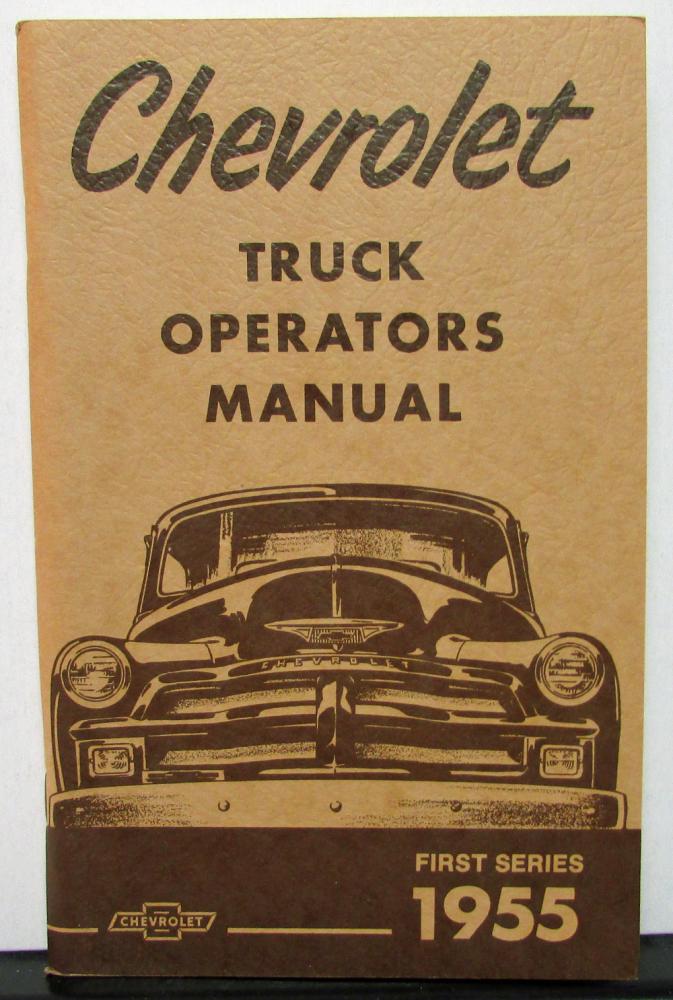 Chevrolet
TRUCK
OPERATORS
MANUAL
CHEVROLET
FIRST SERIES
1955
CHEVROLET